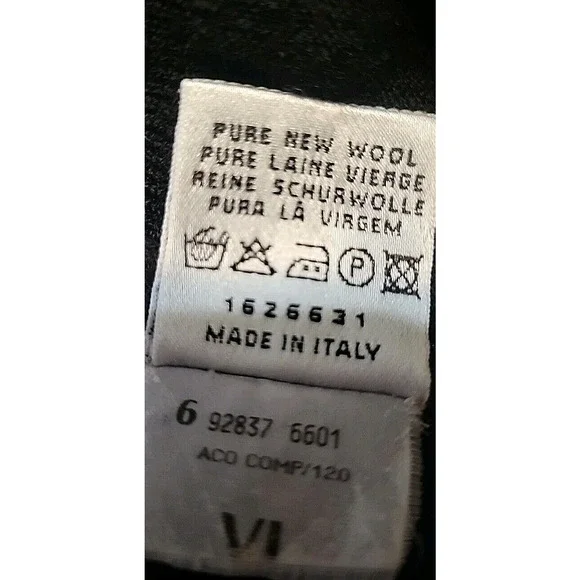 PURE NEW WOOL
PURE LAINE VIERGE
REINE SCHURWOLLE
PURA LÃ VIRGEM
P
1626631
MADE IN ITALY
6 92837 6601
ACO COMP/120
VI